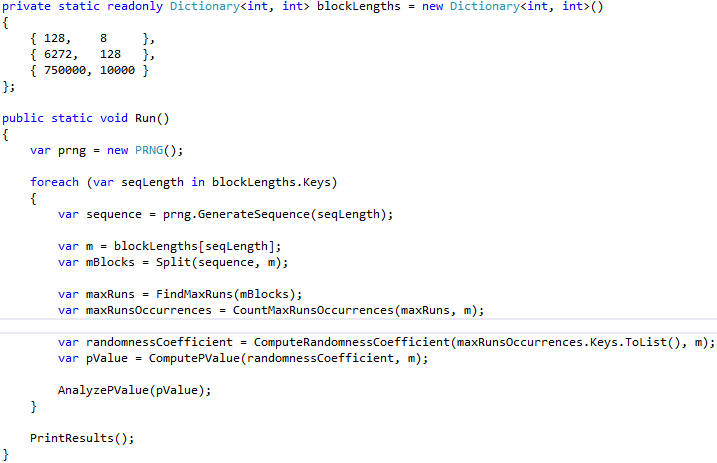 private static readonly Dictionary<int, int> blockLengths = new Dictionary<int, int>()
{
    { 128,    8     },
    { 6272,   128   },
    { 750000, 10000 }
};

public static void Run()
{
    var prng = new PRNG();

    foreach (var seqLength in blockLengths.Keys)
    {
        var sequence = prng.GenerateSequence(seqLength);

        var m = blockLengths[seqLength];
        var mBlocks = Split(sequence, m);

        var maxRuns = FindMaxRuns(mBlocks);
        var maxRunsOccurrences = CountMaxRunsOccurrences(maxRuns, m);

        var randomnessCoefficient = ComputeRandomnessCoefficient(maxRunsOccurrences.Keys.ToList(), m);
        var pValue = ComputePValue(randomnessCoefficient, m);

        AnalyzePValue(pValue);
    }

    PrintResults();
}